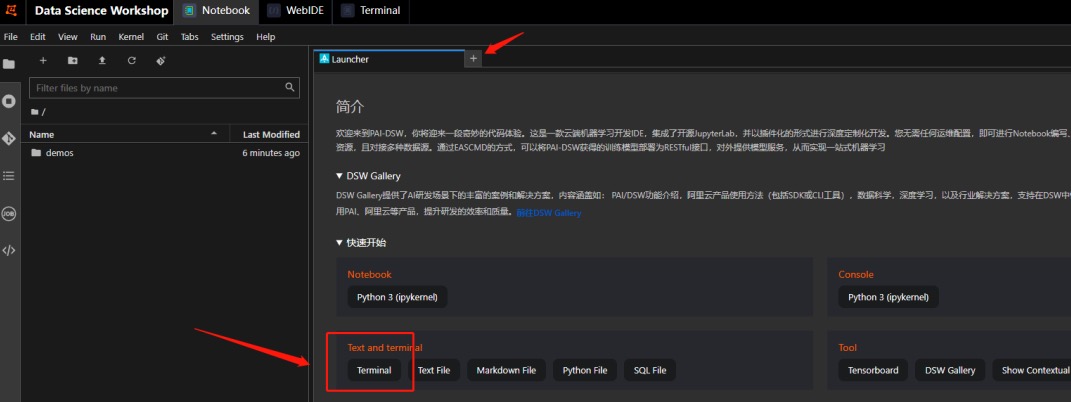 Data Science Workshop Notebook WebIDE Terminal
File Edit View Run Kernel Git Tabs Settings Help
Launcher
Filter files by name
/
Name Last Modified
demos 6 minutes ago
简介
欢迎来到PAI-DSW，你将迎来一段奇妙的代码体验。这是一款云端机器学习开发IDE，集成了开源JupyterLab，并以插件化的形式进行深度定制化开发。您无需任何运维配置，即可进行Notebook编写，
资源，且对接多种数据源。通过EASCMD的方式，可以将PAI-DSW获得的训练模型部署为RESTful接口，对外提供模型服务，从而实现一站式机器学习
DSW Gallery
DSW Gallery提供了AI研发场景下的丰富的案例和解决方案，内容涵盖如： PAI/DSW功能介绍，阿里云产品使用方法（包括SDK或CLI工具），数据科学，深度学习，以及行业解决方案，支持在DSW中
用PAI、阿里云等产品，提升研发的效率和质量。前往DSW Gallery
快速开始
Notebook
Python 3 (ipykernel)
Console
Python 3 (ipykernel)
Text and terminal
Terminal Text File Markdown File Python File SQL File
Tool
Tensorboard DSW Gallery Show Contextual
JOB